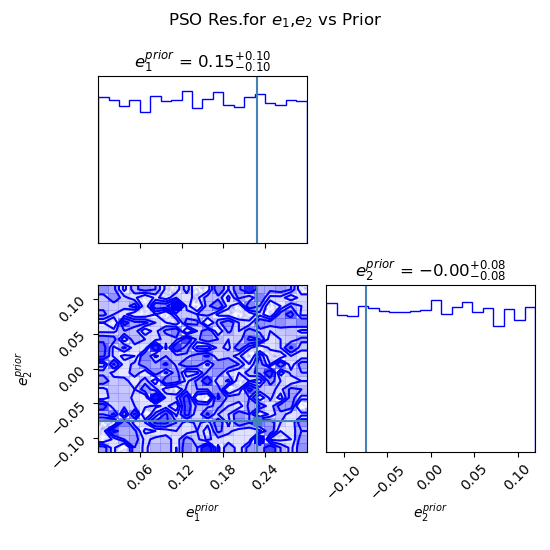 PSO Res.for e₁,e₂ vs Prior
e₁ᵖʳⁱᵒʳ = 0.15⁺⁰·¹⁰₋₀.₁₀
e₂ᵖʳⁱᵒʳ = −0.00⁺⁰·⁰⁸₋₀.₀₈
0.10
0.05
0.00
−0.05
−0.10
e₂ᵖʳⁱᵒʳ
0.06 0.12 0.18 0.24
e₁ᵖʳⁱᵒʳ
−0.10 −0.05 0.00 0.05 0.10
e₂ᵖʳⁱᵒʳ